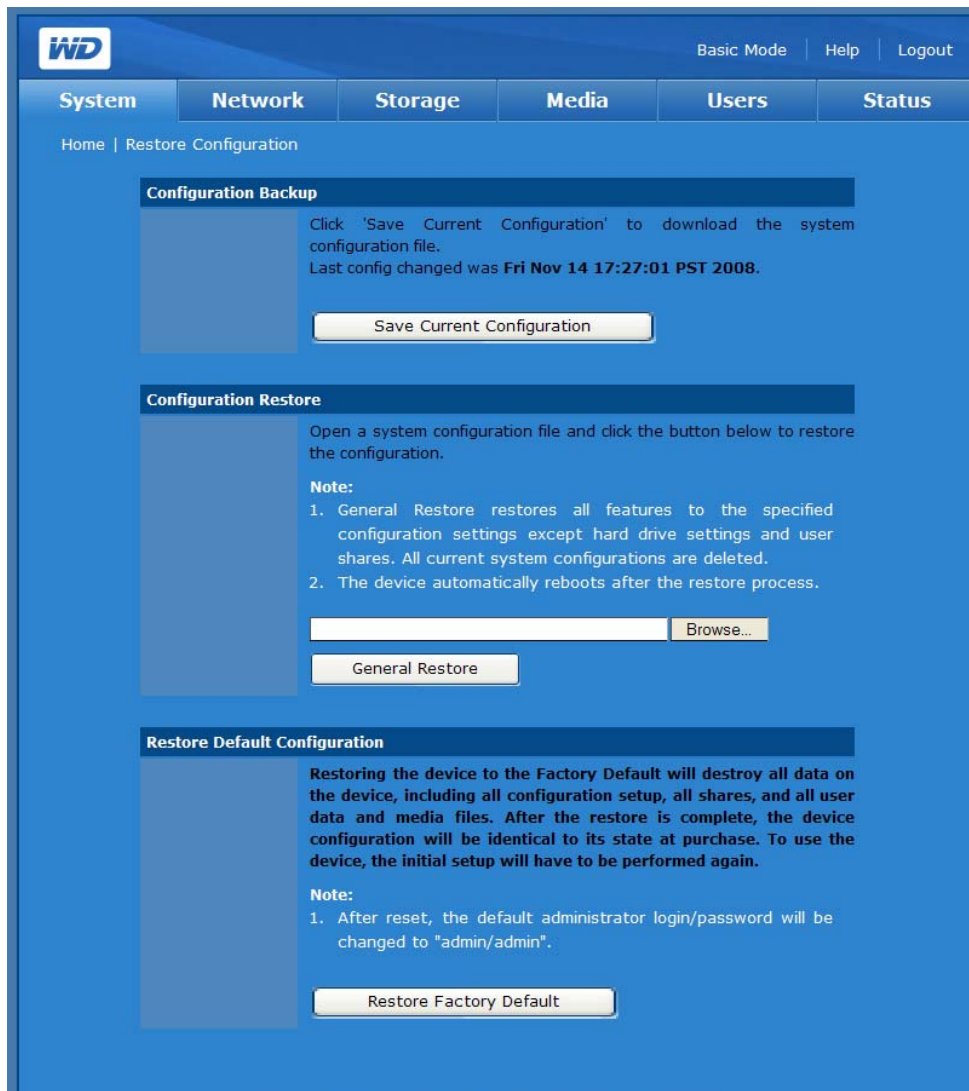 WD
Basic Mode | Help | Logout
System Network Storage Media Users Status
Home | Restore Configuration
Configuration Backup
Click 'Save Current Configuration' to download the system
configuration file.
Last config changed was Fri Nov 14 17:27:01 PST 2008.
Save Current Configuration
Configuration Restore
Open a system configuration file and click the button below to restore
the configuration.
Note:
1. General Restore restores all features to the specified
configuration settings except hard drive settings and user
shares. All current system configurations are deleted.
2. The device automatically reboots after the restore process.
Browse...
General Restore
Restore Default Configuration
Restoring the device to the Factory Default will destroy all data on
the device, including all configuration setup, all shares, and all user
data and media files. After the restore is complete, the device
configuration will be identical to its state at purchase. To use the
device, the initial setup will have to be performed again.
Note:
1. After reset, the default administrator login/password will be
changed to "admin/admin".
Restore Factory Default